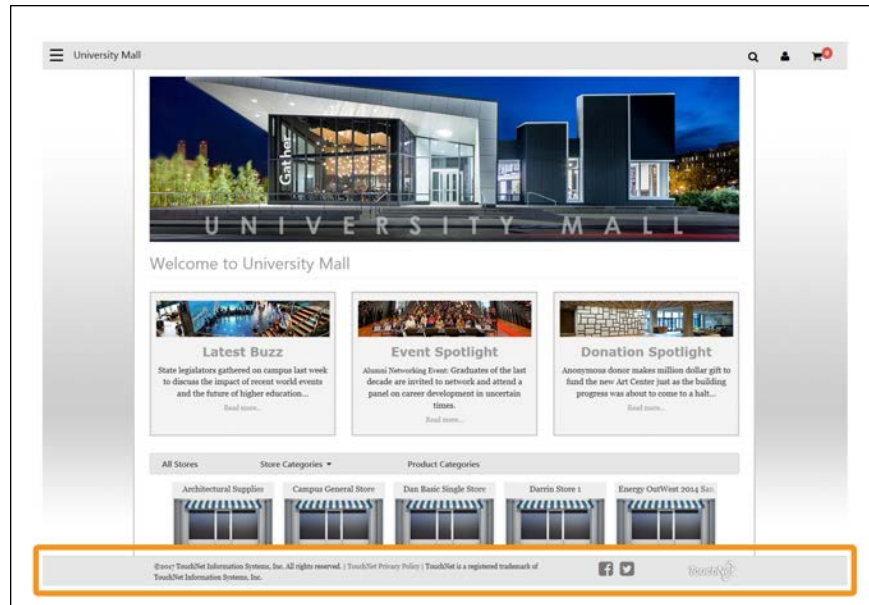 University Mall
0
Gather
UNIVERSITY MALL
Welcome to University Mall
Latest Buzz
State legislators gathered on campus last week
to discuss the impact of recent world events
and the future of higher education...
Read more...
Event Spotlight
Alumni Networking Event: Graduates of the last
decade are invited to network and attend a
panel on career development in uncertain
times.
Read more...
Donation Spotlight
Anonymous donor makes million dollar gift to
fund the new Art Center just as the building
progress was about to come to a halt...
Read more...
All Stores Store Categories Product Categories
Architectural Supplies Campus General Store Dan Basic Single Store Darrin Store 1 Energy OutWest 2014 San
©2017 TouchNet Information Systems, Inc. All rights reserved. | TouchNet Privacy Policy | TouchNet is a registered trademark of
TouchNet Information Systems, Inc.
TouchNet